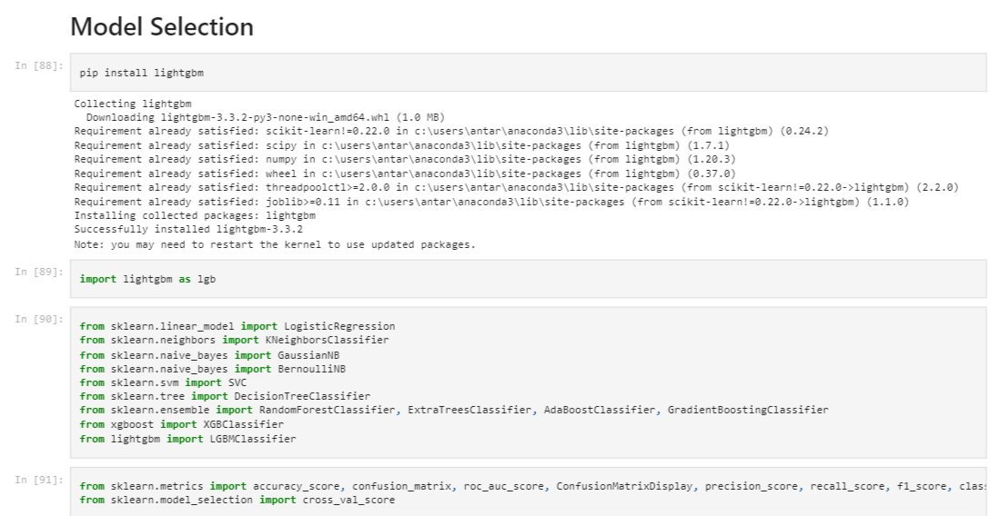 Model Selection
In [88]:
pip install lightgbm
Collecting lightgbm
  Downloading lightgbm-3.3.2-py3-none-win_amd64.whl (1.0 MB)
Requirement already satisfied: scikit-learn!=0.22.0 in c:\users\antar\anaconda3\lib\site-packages (from lightgbm) (0.24.2)
Requirement already satisfied: scipy in c:\users\antar\anaconda3\lib\site-packages (from lightgbm) (1.7.1)
Requirement already satisfied: numpy in c:\users\antar\anaconda3\lib\site-packages (from lightgbm) (1.20.3)
Requirement already satisfied: wheel in c:\users\antar\anaconda3\lib\site-packages (from lightgbm) (0.37.0)
Requirement already satisfied: threadpoolctl>=2.0.0 in c:\users\antar\anaconda3\lib\site-packages (from scikit-learn!=0.22.0->lightgbm) (2.2.0)
Requirement already satisfied: joblib>=0.11 in c:\users\antar\anaconda3\lib\site-packages (from scikit-learn!=0.22.0->lightgbm) (1.1.0)
Installing collected packages: lightgbm
Successfully installed lightgbm-3.3.2
Note: you may need to restart the kernel to use updated packages.
In [89]:
import lightgbm as lgb
In [90]:
from sklearn.linear_model import LogisticRegression
from sklearn.neighbors import KNeighborsClassifier
from sklearn.naive_bayes import GaussianNB
from sklearn.naive_bayes import BernoulliNB
from sklearn.svm import SVC
from sklearn.tree import DecisionTreeClassifier
from sklearn.ensemble import RandomForestClassifier, ExtraTreesClassifier, AdaBoostClassifier, GradientBoostingClassifier
from xgboost import XGBClassifier
from lightgbm import LGBMClassifier
In [91]:
from sklearn.metrics import accuracy_score, confusion_matrix, roc_auc_score, ConfusionMatrixDisplay, precision_score, recall_score, f1_score, clas
from sklearn.model_selection import cross_val_score